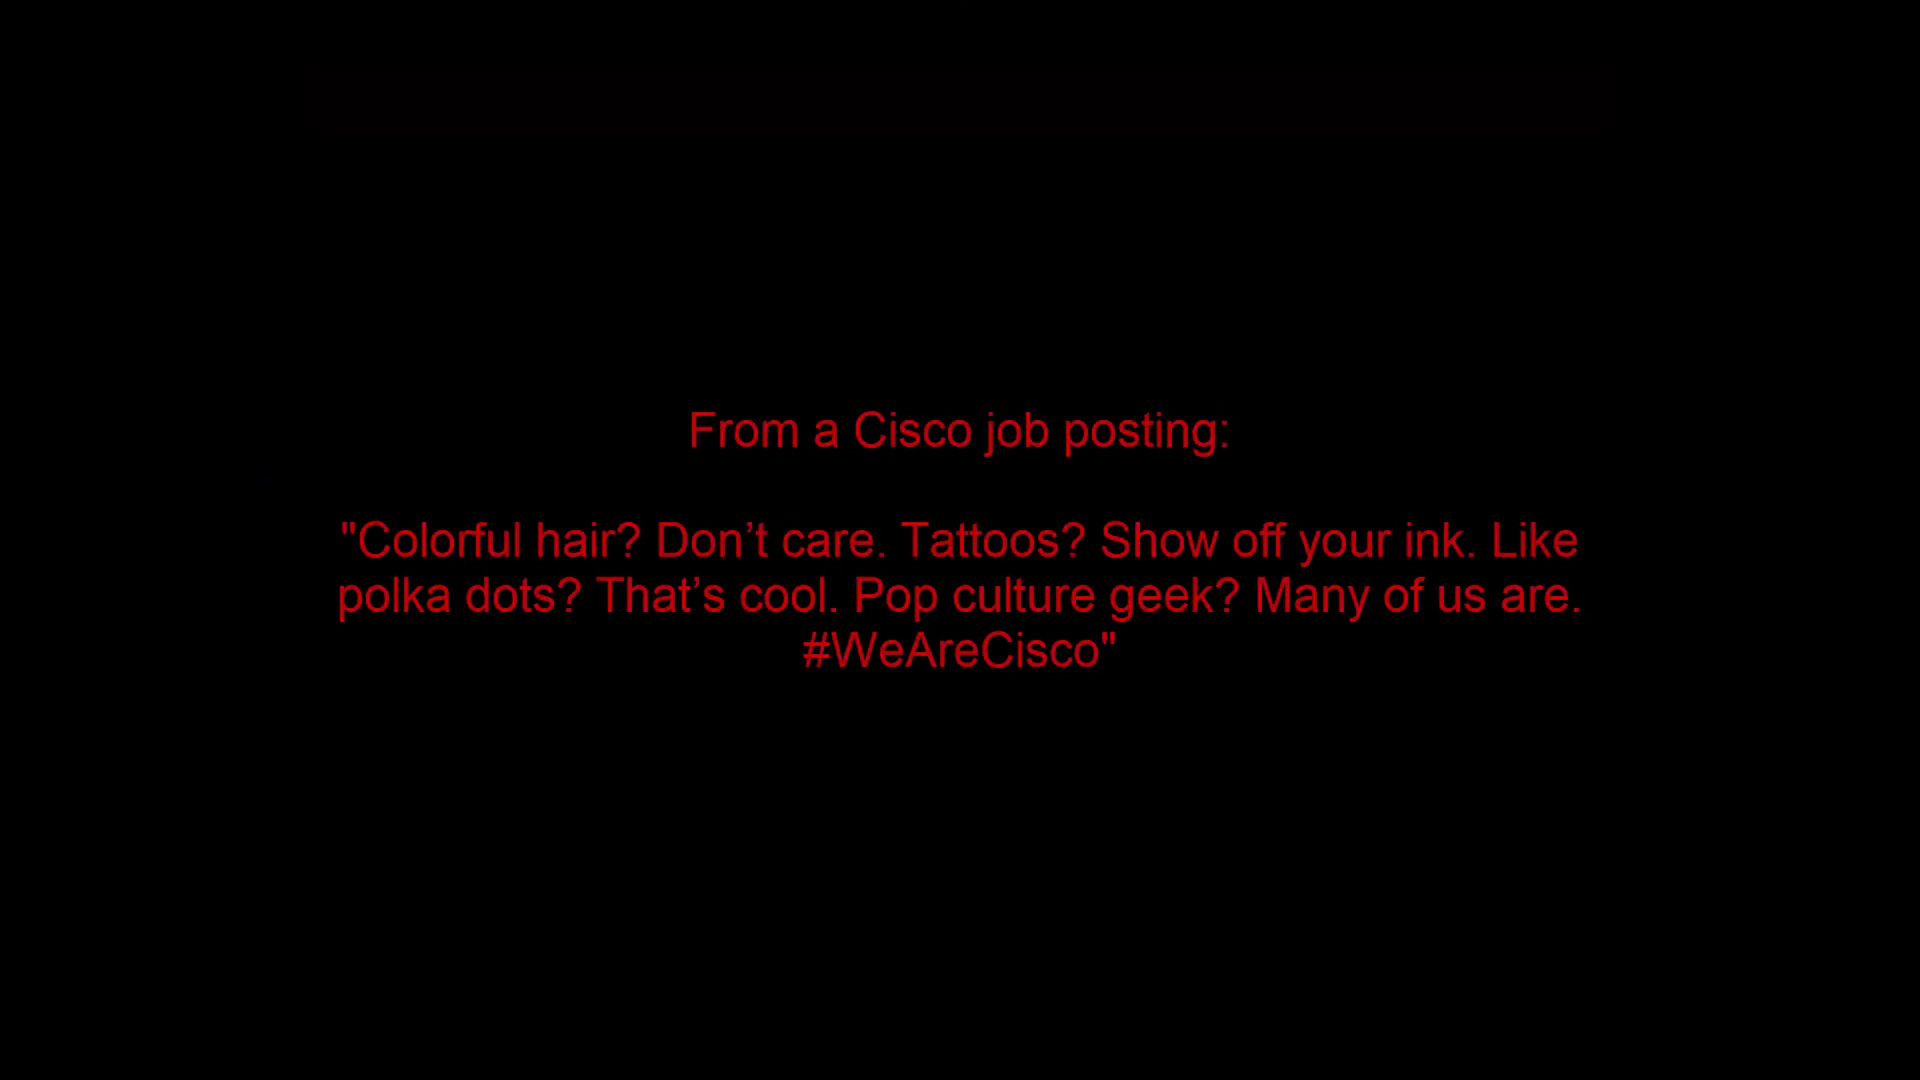 From a Cisco job posting:
"Colorful hair? Don’t care. Tattoos? Show off your ink. Like
polka dots? That’s cool. Pop culture geek? Many of us are.
#WeAreCisco"